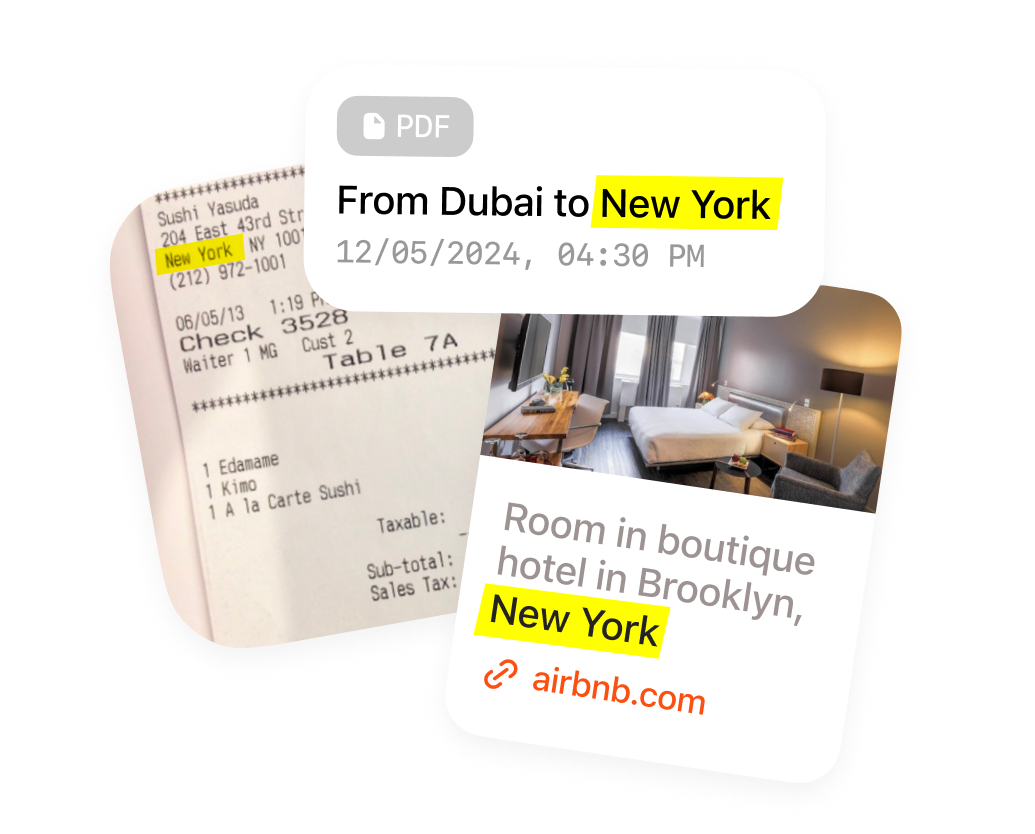 PDF
From Dubai to New York
12/05/2024, 04:30 PM
Sushi Yasuda
204 East 43rd Str
New York NY 1001
(212) 972-1001
06/05/13 1:19 P
Check 3528
Waiter 1 MG Cust 2
Table 7A
1 Edamame
1 Kimo
1 A la Carte Sushi
Taxable:
Sub-total:
Sales Tax:
Room in boutique
hotel in Brooklyn,
New York
airbnb.com